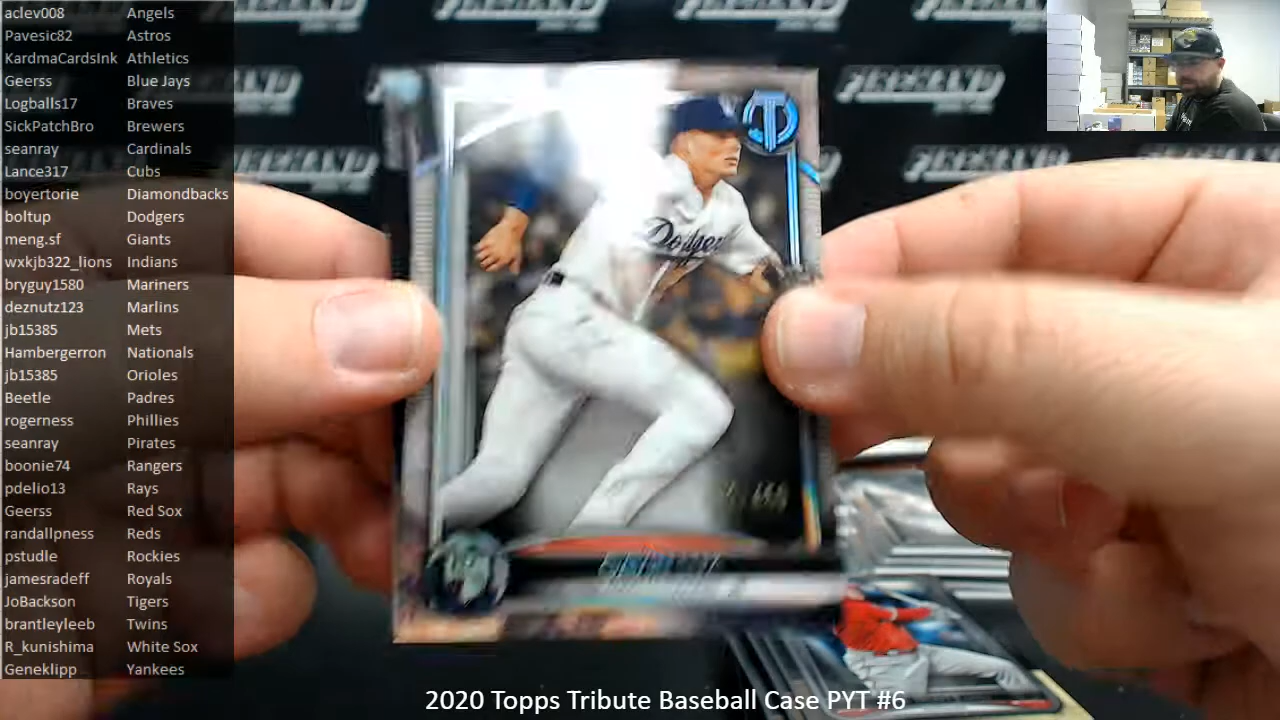 aclev008 Angels
Pavesic82 Astros
KardmaCardsInk Athletics
Geerss Blue Jays
Logballs17 Braves
SickPatchBro Brewers
seanray Cardinals
Lance317 Cubs
boyertorie Diamondbacks
boltup Dodgers
meng.sf Giants
wxkjb322_lions Indians
bryguy1580 Mariners
deznutz123 Marlins
jb15385 Mets
Hambergerron Nationals
jb15385 Orioles
Beetle Padres
rogerness Phillies
seanray Pirates
boonie74 Rangers
pdelio13 Rays
Geerss Red Sox
randallpness Reds
pstudle Rockies
jamesradeff Royals
JoBackson Tigers
brantleyleeb Twins
R_kunishima White Sox
Geneklipp Yankees
FIREHAND
FIREHAND
Dodgers
2020 Topps Tribute Baseball Case PYT #6